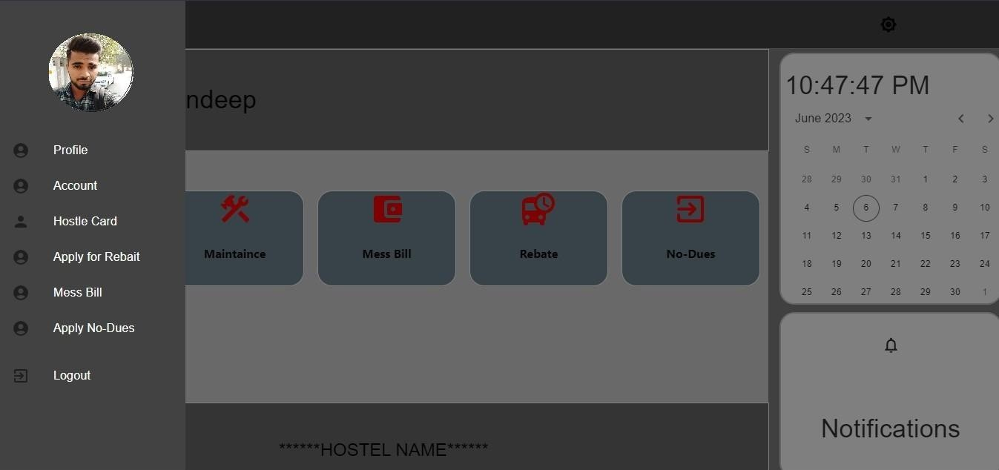 Profile
Account
Hostle Card
Apply for Rebait
Mess Bill
Apply No-Dues
Logout
ndeep
Maintaince
Mess Bill
Rebate
No-Dues
******HOSTEL NAME******
10:47:47 PM
June 2023
S M T W T F S
28 29 30 31 1 2 3
4 5 6 7 8 9 10
11 12 13 14 15 16 17
18 19 20 21 22 23 24
25 26 27 28 29 30 1
Notifications